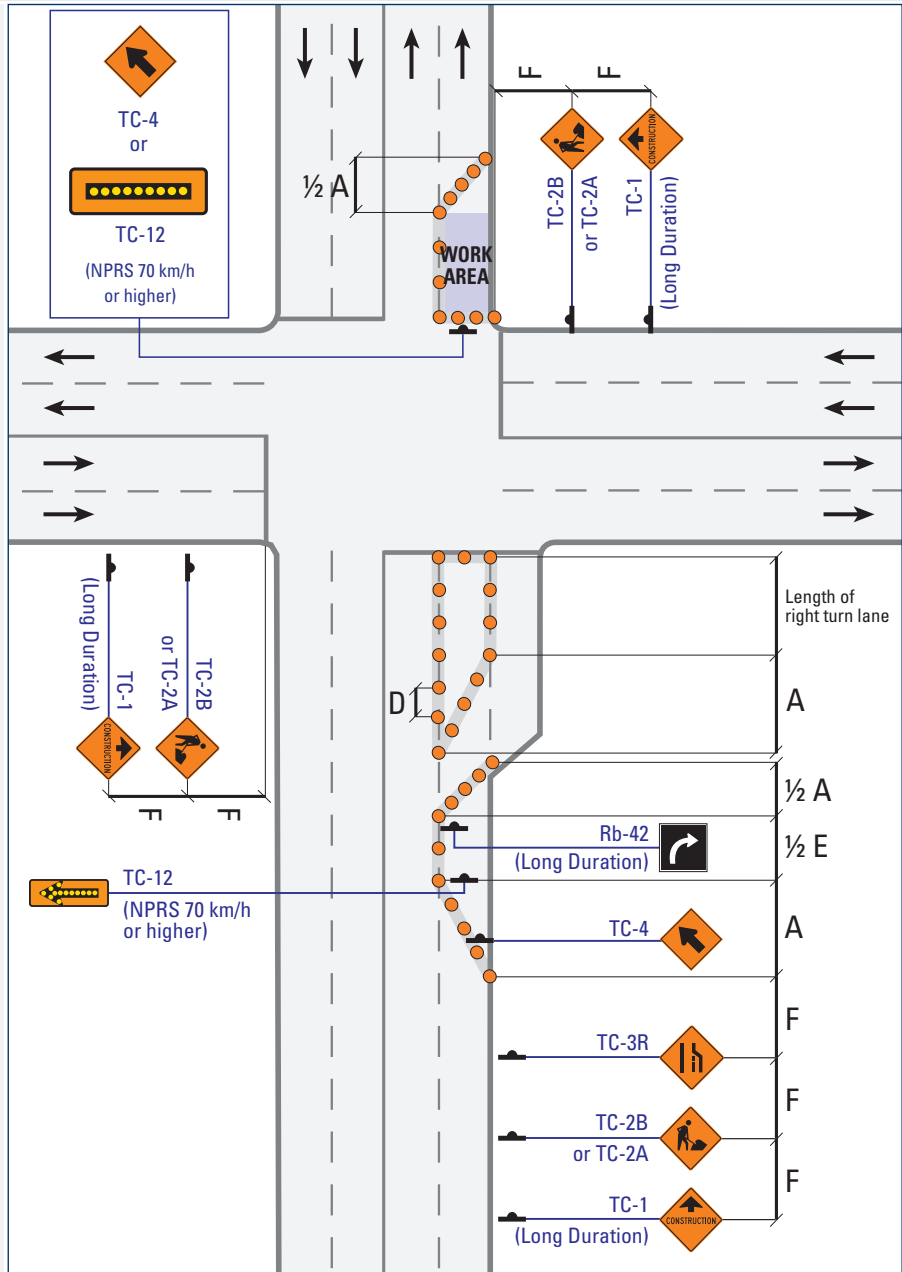 TC-4
or
TC-12
(NPRS 70 km/h
or higher)
½ A
WORK
AREA
F
F
TC-2B
or TC-2A
CONSTRUCTION
TC-1
(Long Duration)
Length of
right turn lane
A
D
½ A
½ E
A
F
F
F
(Long Duration)
TC-1
CONSTRUCTION
or TC-2A
TC-2B
F
F
Rb-42
(Long Duration)
TC-12
(NPRS 70 km/h
or higher)
TC-4
TC-3R
TC-2B
or TC-2A
TC-1
(Long Duration)
CONSTRUCTION